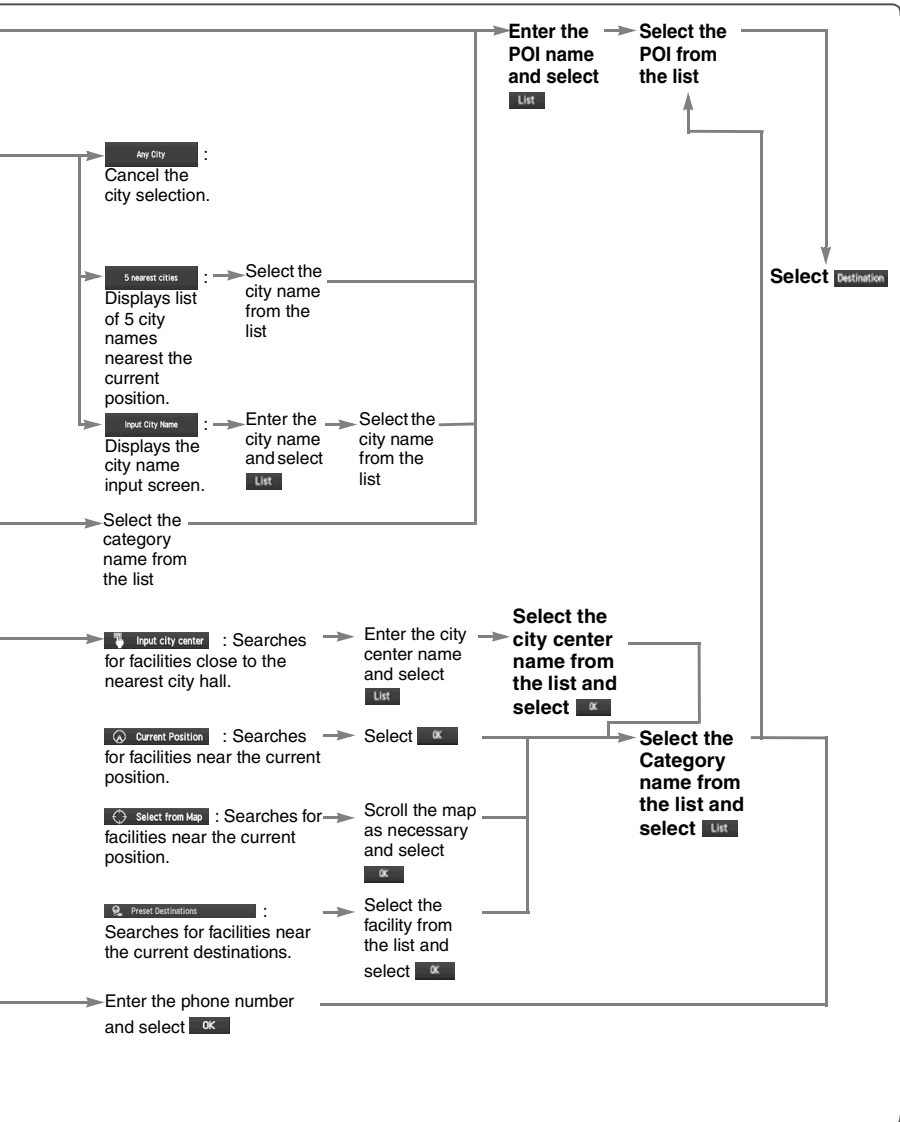 Enter the
POI name
and select
List
Select the
POI from
the list
Any City :
Cancel the
city selection.
5 nearest cities :
Displays list
of 5 city
names
nearest the
current
position.
Select the
city name
from the
list
Select Destination
Input City Name :
Displays the
city name
input screen.
Enter the
city name
and select
List
Select the
city name
from the
list
Select the
category
name from
the list
Input city center : Searches
for facilities close to the
nearest city hall.
Enter the city
center name
and select
List
Select the
city center
name from
the list and
select OK
Current Position : Searches
for facilities near the current
position.
Select OK
Select the
Category
name from
the list and
select List
Select from Map : Searches for
facilities near the current
position.
Scroll the map
as necessary
and select
OK
Preset Destinations :
Searches for facilities near
the current destinations.
Select the
facility from
the list and
select OK
Enter the phone number
and select OK